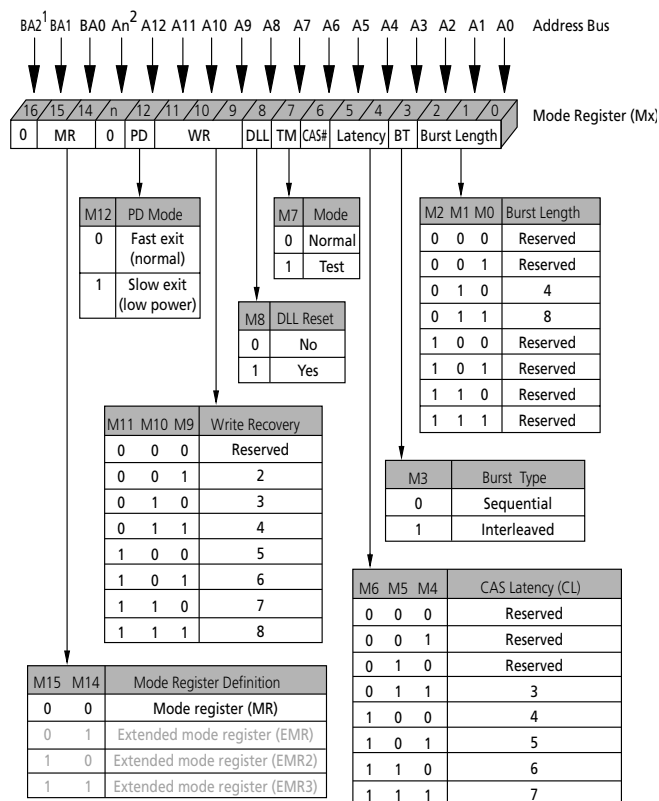 BA2¹ BA1 BA0 An² A12 A11 A10 A9 A8 A7 A6 A5 A4 A3 A2 A1 A0 Address Bus
16 15 14 n 12 11 10 9 8 7 6 5 4 3 2 1 0 Mode Register (Mx)
0 MR 0 PD WR DLL TM CAS# Latency BT Burst Length
M12 PD Mode
0 Fast exit
(normal)
1 Slow exit
(low power)
M7 Mode
0 Normal
1 Test
M2 M1 M0 Burst Length
0 0 0 Reserved
0 0 1 Reserved
0 1 0 4
0 1 1 8
1 0 0 Reserved
1 0 1 Reserved
1 1 0 Reserved
1 1 1 Reserved
M8 DLL Reset
0 No
1 Yes
M11 M10 M9 Write Recovery
0 0 0 Reserved
0 0 1 2
0 1 0 3
0 1 1 4
1 0 0 5
1 0 1 6
1 1 0 7
1 1 1 8
M3 Burst Type
0 Sequential
1 Interleaved
M6 M5 M4 CAS Latency (CL)
0 0 0 Reserved
0 0 1 Reserved
0 1 0 Reserved
0 1 1 3
1 0 0 4
1 0 1 5
1 1 0 6
1 1 1 7
M15 M14 Mode Register Definition
0 0 Mode register (MR)
0 1 Extended mode register (EMR)
1 0 Extended mode register (EMR2)
1 1 Extended mode register (EMR3)